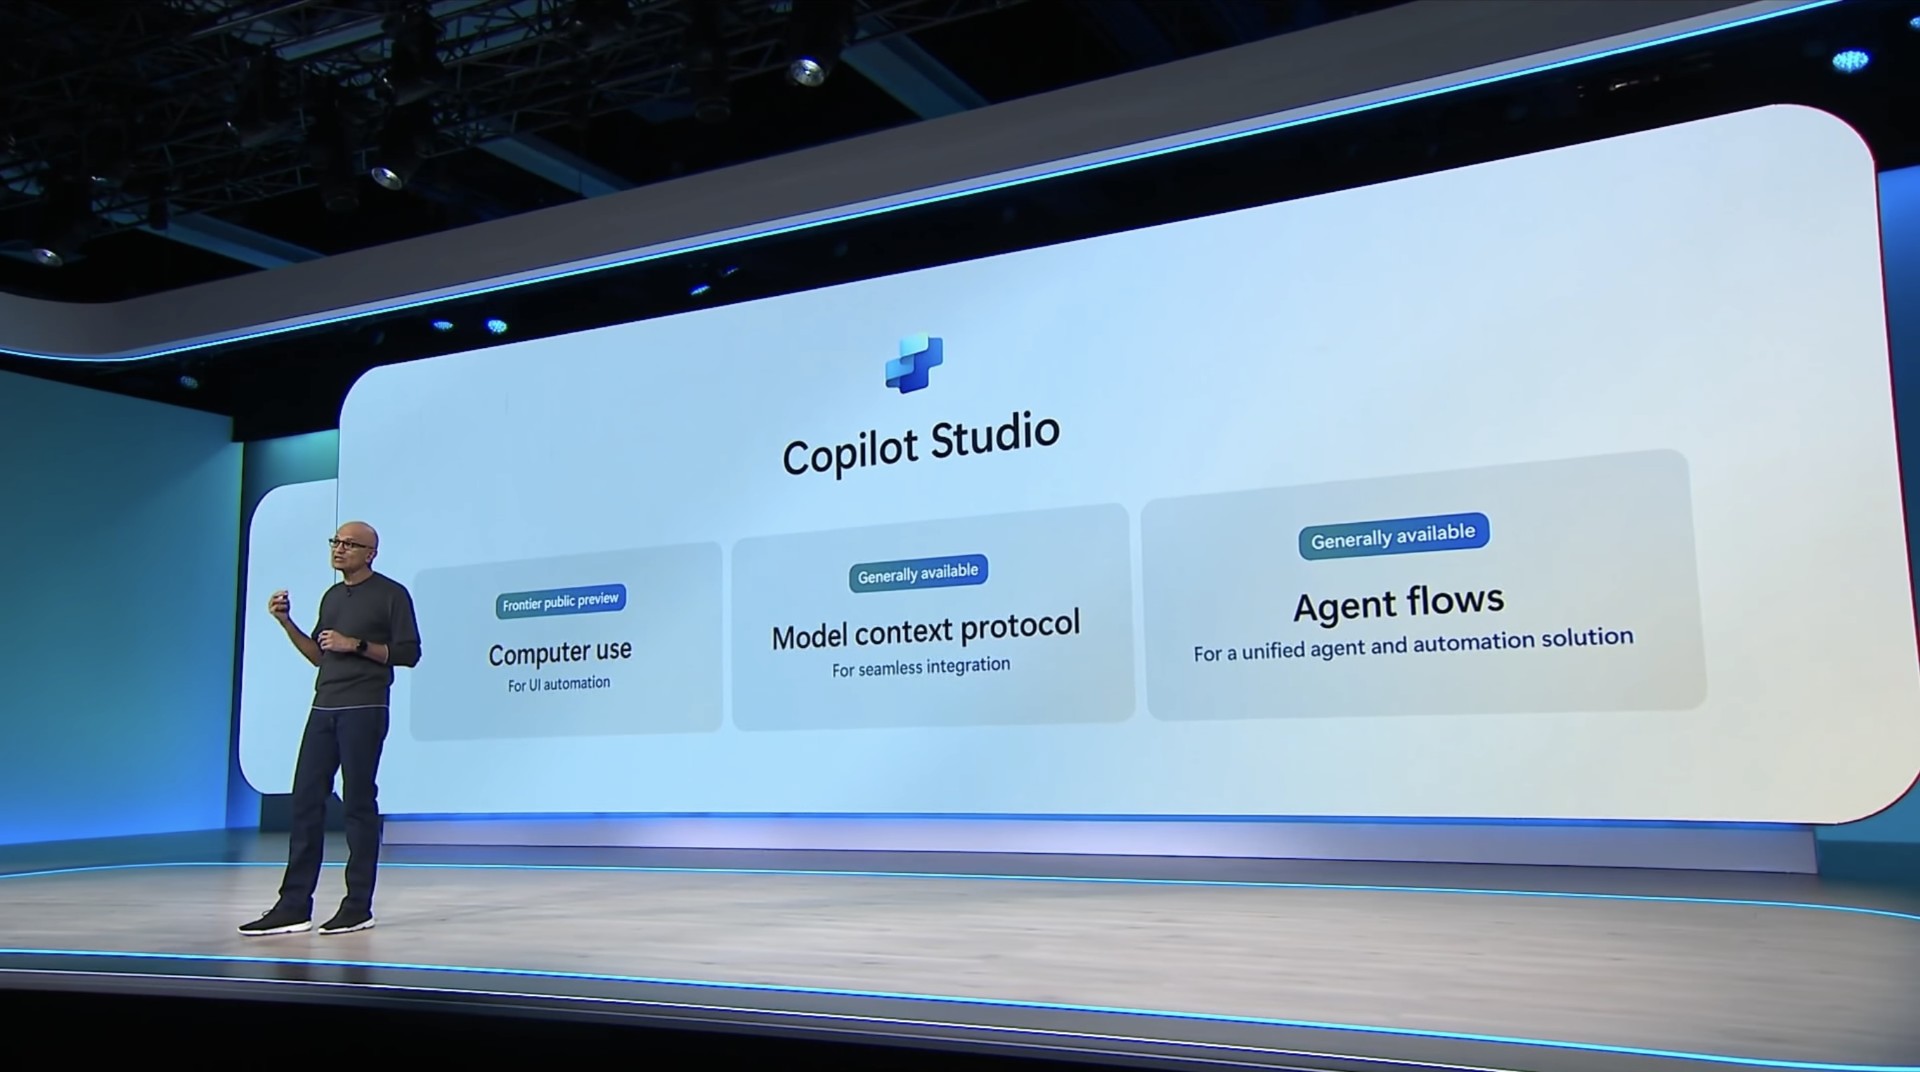 Copilot Studio
Frontier public preview
Computer use
For UI automation
Generally available
Model context protocol
For seamless integration
Generally available
Agent flows
For a unified agent and automation solution